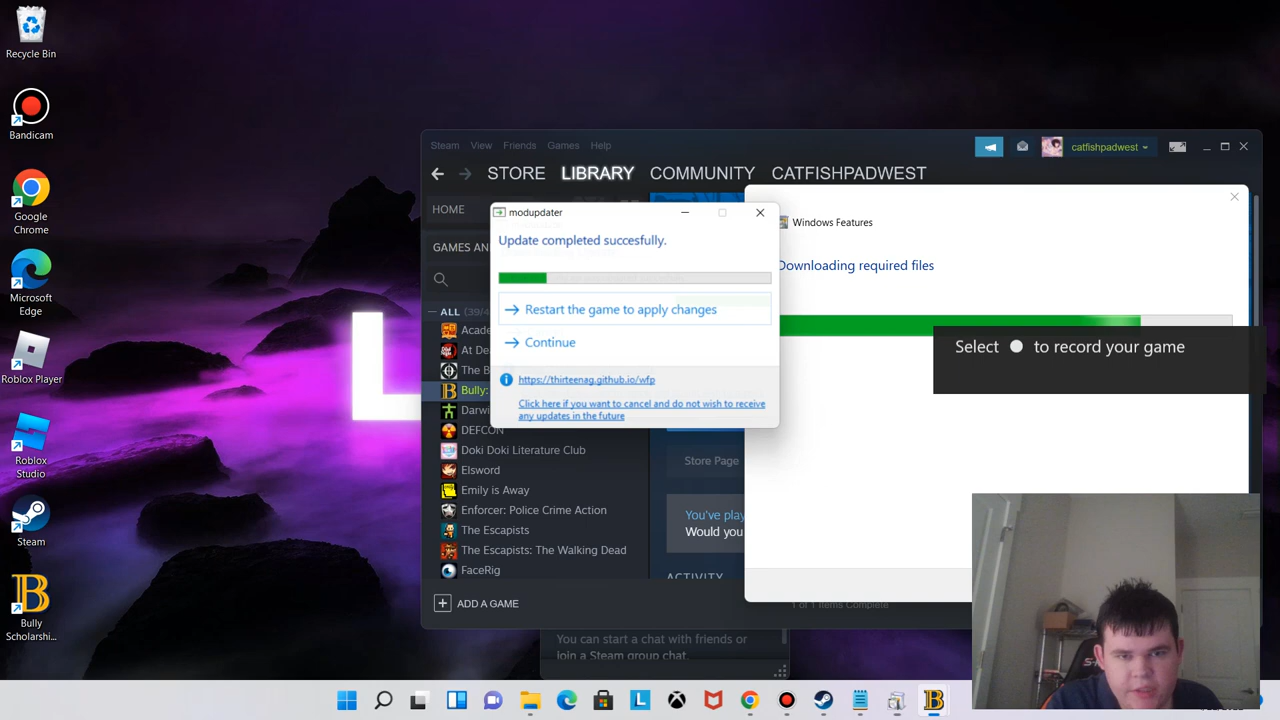 Recycle Bin
Bandicam
Google
Chrome
Microsoft
Edge
Roblox Player
Roblox
Studio
Steam
Bully
Scholarshi...
L
Steam View Friends Games Help
catfishpadwest
STORE LIBRARY COMMUNITY CATFISHPADWEST
HOME
GAMES AN
ALL (39/4
Acade
At De
The B
Bully:
Darwi
DEFCON
Doki Doki Literature Club
Elsword
Emily is Away
Enforcer: Police Crime Action
The Escapists
The Escapists: The Walking Dead
FaceRig
ADD A GAME
modupdater
Update completed succesfully.
Restart the game to apply changes
Continue
https://thirteenag.github.io/wfp
Click here if you want to cancel and do not wish to receive
any updates in the future
Windows Features
Downloading required files
Select to record your game
Store Page
You've play
Would you
ACTIVITY
1 of 1 Items Complete
You can start a chat with friends or
join a Steam group chat.